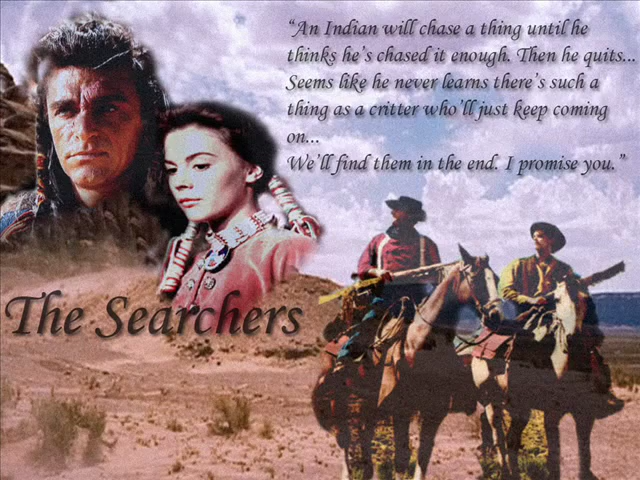 “An Indian will chase a thing until he
thinks he’s chased it enough. Then he quits...
Seems like he never learns there’s such a
thing as a critter who’ll just keep coming
on...
We’ll find them in the end. I promise you.”
The Searchers